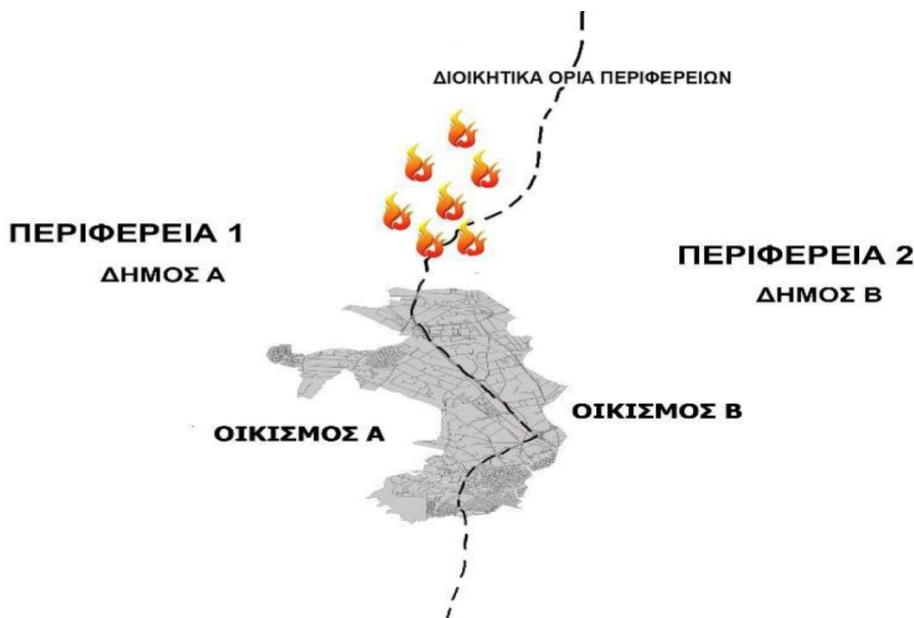 ΔΙΟΙΚΗΤΙΚΑ ΟΡΙΑ ΠΕΡΙΦΕΡΕΙΩΝ
ΠΕΡΙΦΕΡΕΙΑ 1
ΔΗΜΟΣ Α
ΠΕΡΙΦΕΡΕΙΑ 2
ΔΗΜΟΣ Β
ΟΙΚΙΣΜΟΣ Α
ΟΙΚΙΣΜΟΣ Β